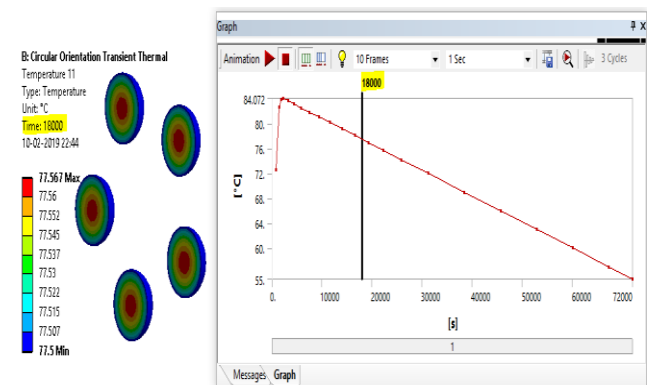 B: Circular Orientation Transient Thermal
Temperature 11
Type: Temperature
Unit: °C
Time: 18000
10-02-2019 22:44
77.567 Max
77.56
77.552
77.545
77.537
77.53
77.522
77.515
77.507
77.5 Min
Graph
Animation 10 Frames 1 Sec 3 Cycles
18000
84.072
80.
76.
72.
68.
64.
60.
55.
[°C]
0. 10000 20000 30000 40000 50000 60000 72000
[s]
1
Messages Graph